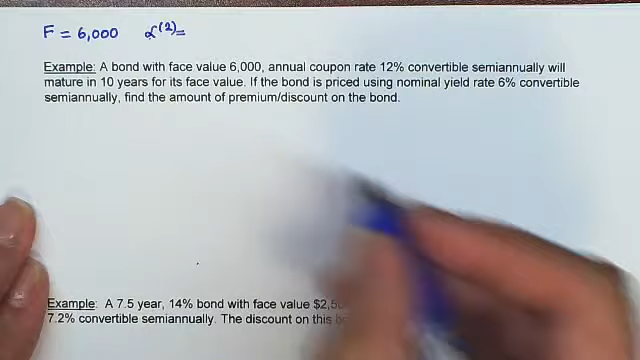 F = 6,000 α⁽²⁾=
Example: A bond with face value 6,000, annual coupon rate 12% convertible semiannually will
mature in 10 years for its face value. If the bond is priced using nominal yield rate 6% convertible
semiannually, find the amount of premium/discount on the bond.
Example: A 7.5 year, 14% bond with face value $2,5
7.2% convertible semiannually. The discount on this